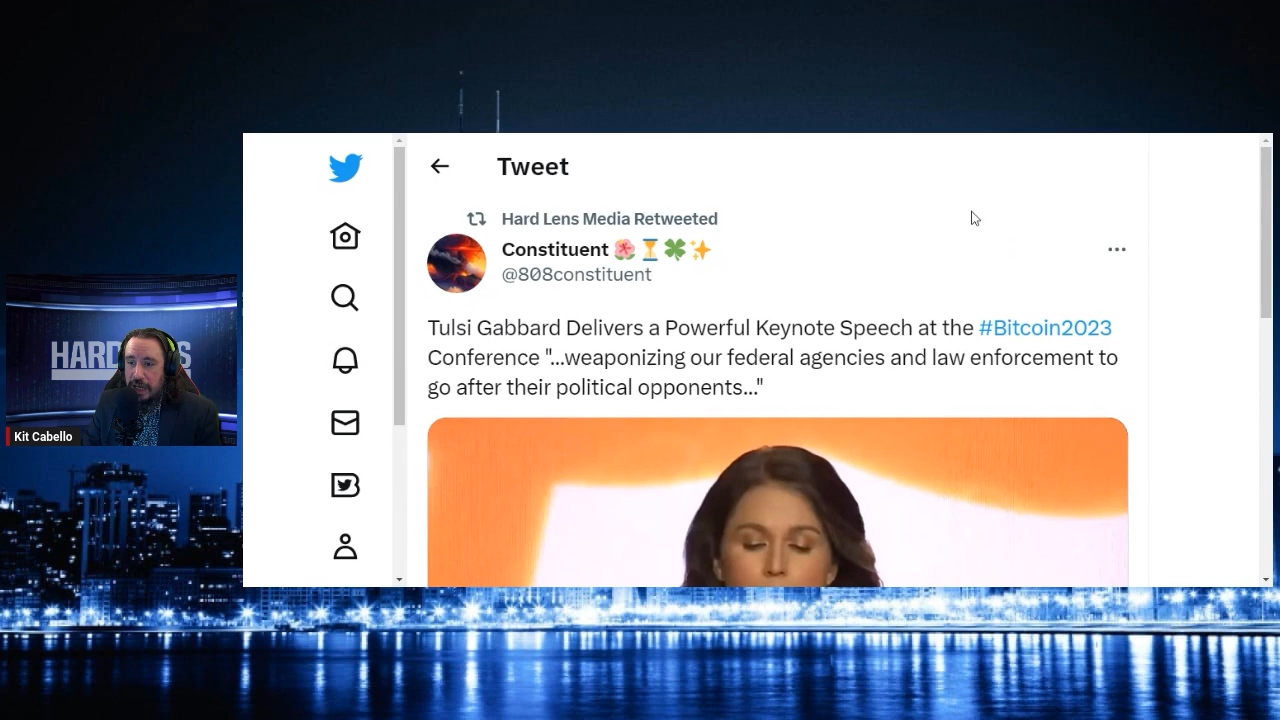 Tweet
Hard Lens Media Retweeted
Constituent 🌺⏳🍀✨
@808constituent
Tulsi Gabbard Delivers a Powerful Keynote Speech at the #Bitcoin2023
Conference "...weaponizing our federal agencies and law enforcement to
go after their political opponents..."
HARD L S
Kit Cabello